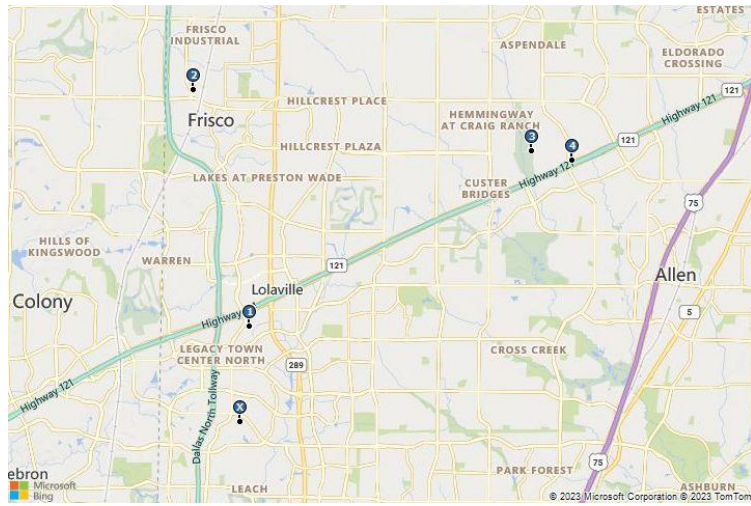 ESTATES
FRISCO
INDUSTRIAL
ASPENDALE
ELDORADO
CROSSING
2
121
Highway 121
HILLCREST PLACE
Frisco
HEMMINGWAY
AT CRAIG RANCH
3
4
121
HILLCREST PLAZA
Highway 121
LAKES AT PRESTON WADE
CUSTER
BRIDGES
75
HILLS OF
KINGSWOOD
WARREN
121
Allen
Lolaville
Colony
1
Highway
5
LEGACY TOWN
CENTER NORTH
CROSS CREEK
289
Highway 121
X
Dallas North Tollway
75
PARK FOREST
ebron
Microsoft
Bing
LEACH
ASHBURN
© 2023 Microsoft Corporation © 2023 TomTom